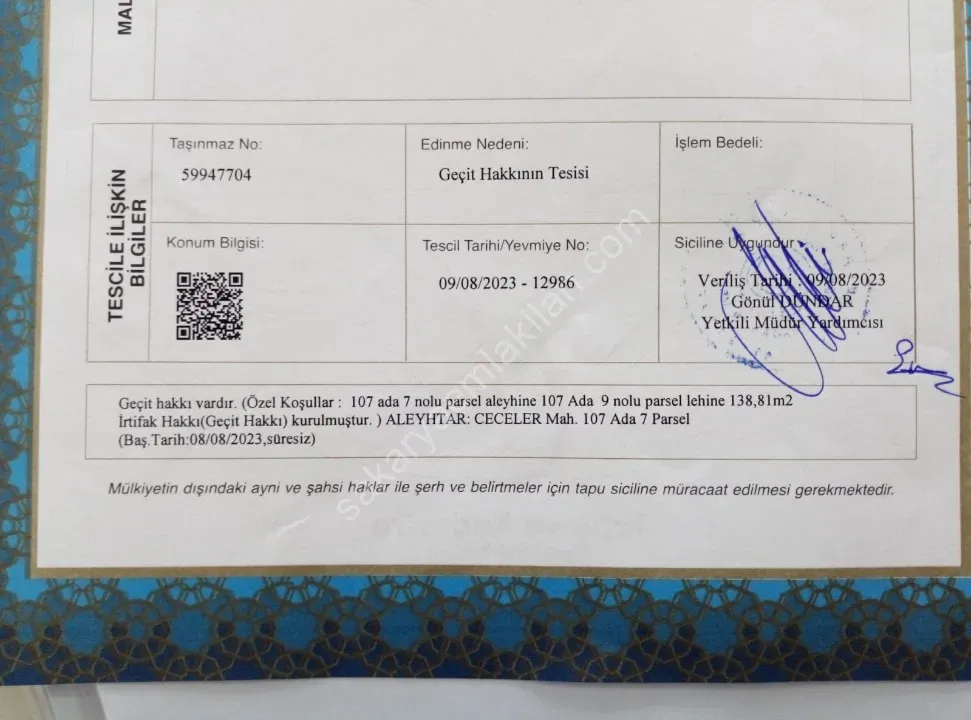 MAL
TESCİLE İLİŞKİN
BİLGİLER
Taşınmaz No:
59947704
Edinme Nedeni:
Geçit Hakkının Tesisi
İşlem Bedeli:
Konum Bilgisi:
Tescil Tarihi/Yevmiye No:
09/08/2023 - 12986
Siciline Uygundur
Veriliş Tarihi : 09/08/2023
Gönül DÜNDAR
Yetkili Müdür Yardımcısı
Geçit hakkı vardır. (Özel Koşullar : 107 ada 7 nolu parsel aleyhine 107 Ada 9 nolu parsel lehine 138,81m2
İrtifak Hakkı(Geçit Hakkı) kurulmuştur. ) ALEYHTAR: CECELER Mah. 107 Ada 7 Parsel
(Baş.Tarih:08/08/2023,süresiz)
Mülkiyetin dışındaki ayni ve şahsi haklar ile şerh ve belirtmeler için tapu siciline müracaat edilmesi gerekmektedir.
sakaryaemlakilan.com